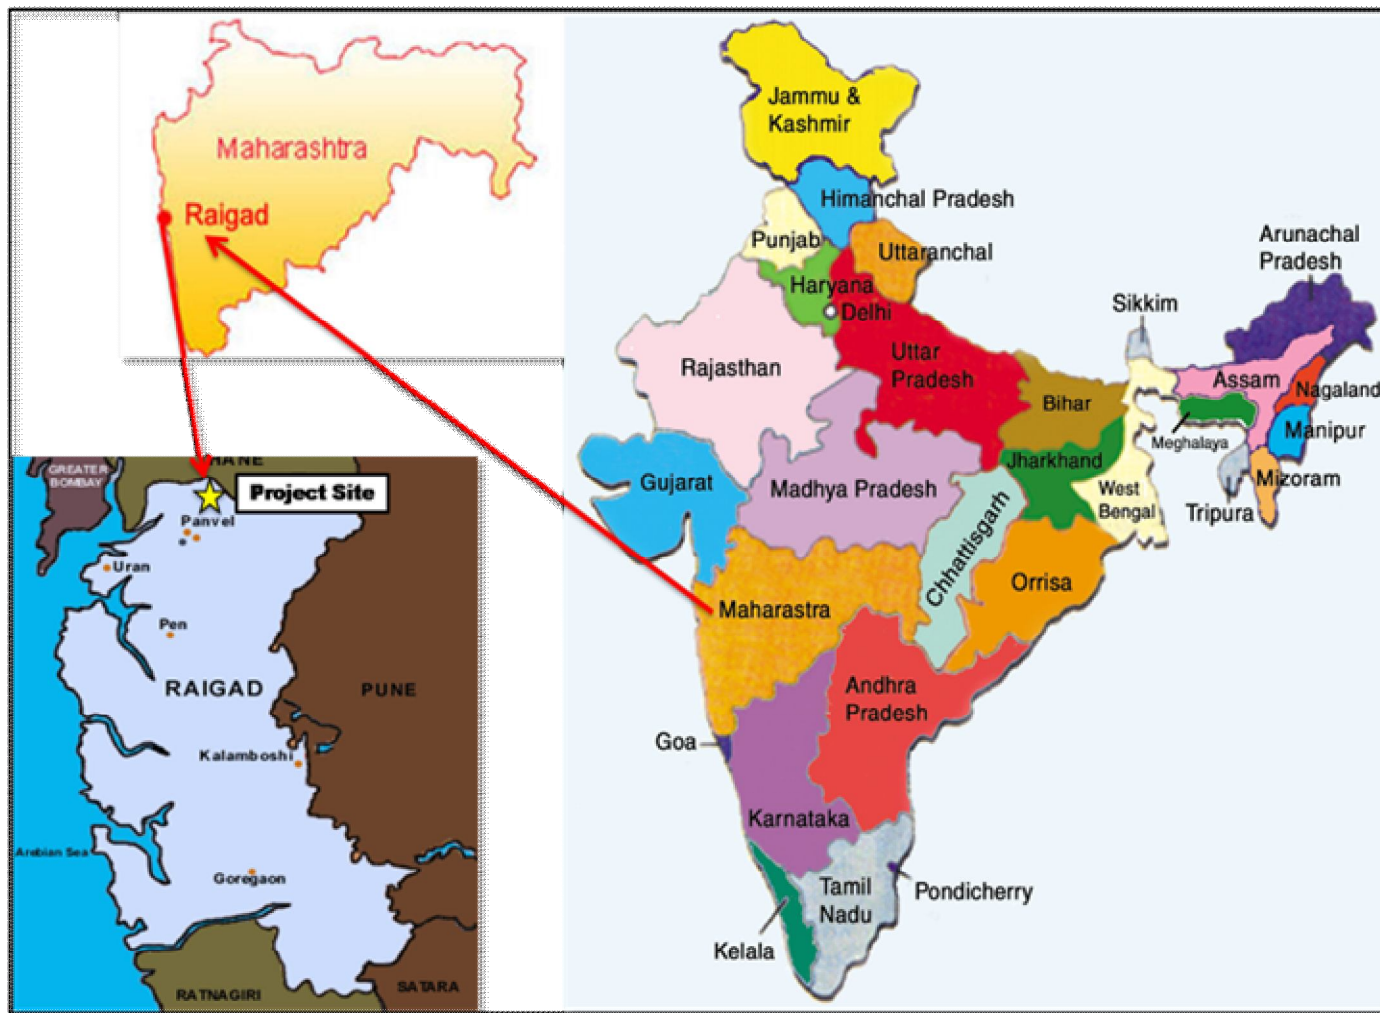 Maharashtra
Raigad
GREATER
BOMBAY
HANE
Project Site
Panvel
Uran
Pen
RAIGAD
PUNE
Kalamboshi
Arebian Sea
Goregaon
RATNAGIRI
SATARA
Jammu &
Kashmir
Himanchal Pradesh
Punjab
Uttaranchal
Haryana
Delhi
Arunachal
Pradesh
Sikkim
Rajasthan
Uttar
Pradesh
Bihar
Assam
Nagaland
Meghalaya
Manipur
Jharkhand
Gujarat
Madhya Pradesh
West
Bengal
Tripura
Mizoram
Chhattisgarh
Orrisa
Maharastra
Andhra
Pradesh
Goa
Karnataka
Tamil
Nadu
Pondicherry
Kelala